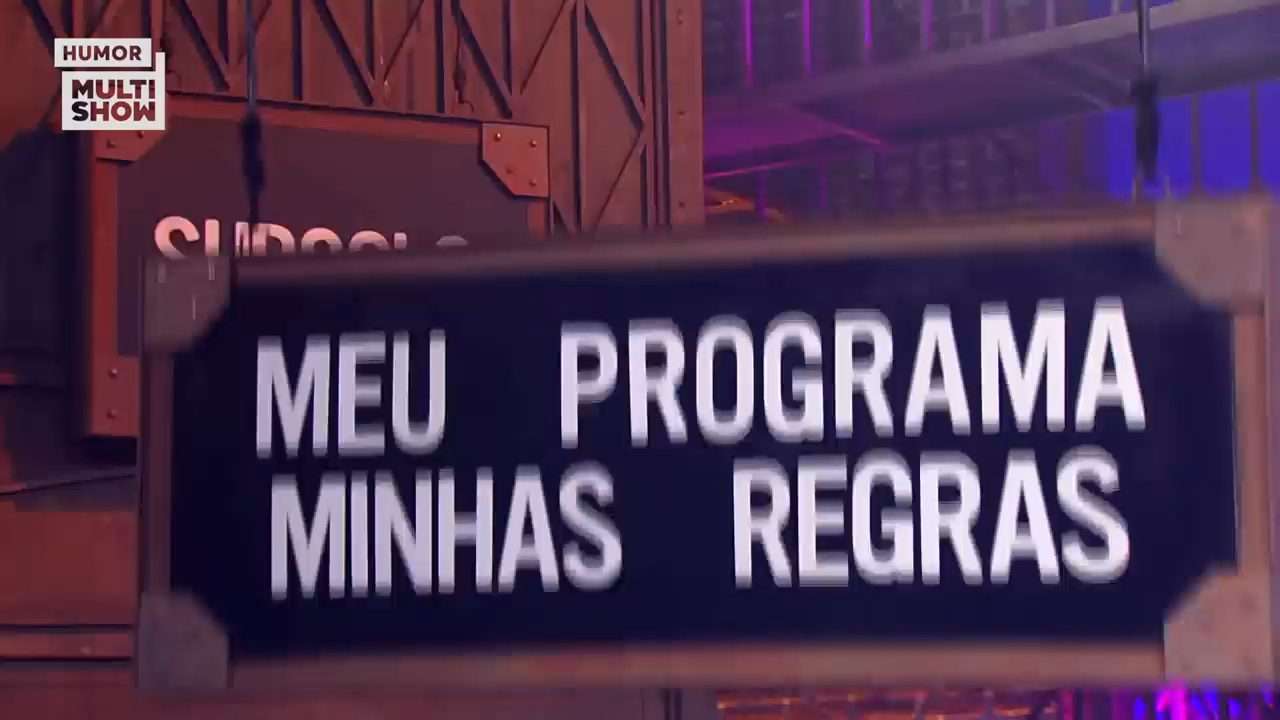 HUMOR
MULTI
SHOW
MEU PROGRAMA
MINHAS REGRAS